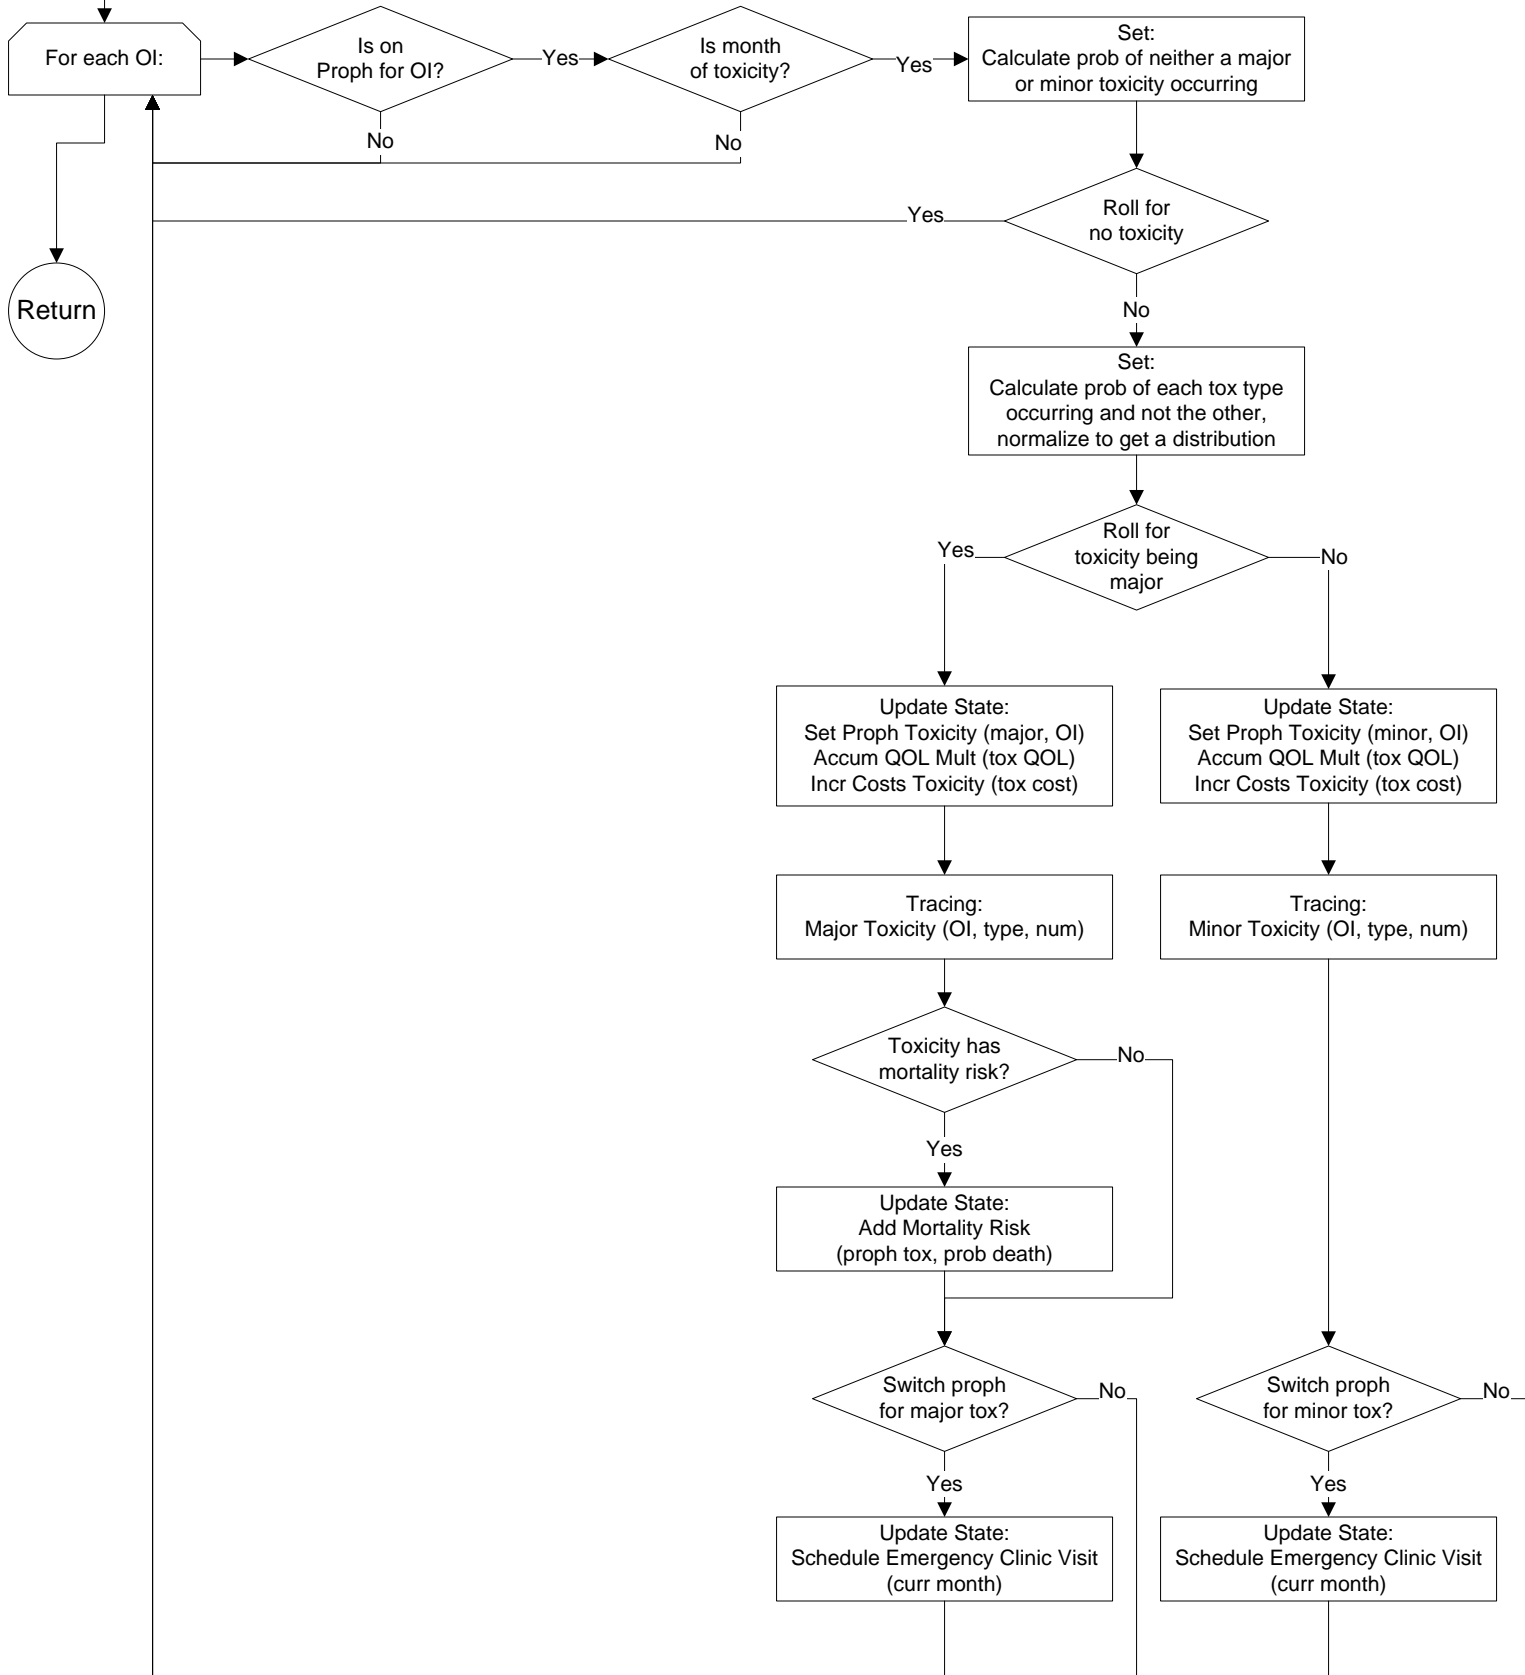 For each OI:
Is on
Proph for OI?
Yes
Is month
of toxicity?
Yes
Set:
Calculate prob of neither a major
or minor toxicity occurring
No
No
Yes
Roll for
no toxicity
Return
No
Set:
Calculate prob of each tox type
occurring and not the other,
normalize to get a distribution
Yes
Roll for
toxicity being
major
No
Update State:
Set Proph Toxicity (major, OI)
Accum QOL Mult (tox QOL)
Incr Costs Toxicity (tox cost)
Update State:
Set Proph Toxicity (minor, OI)
Accum QOL Mult (tox QOL)
Incr Costs Toxicity (tox cost)
Tracing:
Major Toxicity (OI, type, num)
Tracing:
Minor Toxicity (OI, type, num)
Toxicity has
mortality risk?
No
Yes
Update State:
Add Mortality Risk
(proph tox, prob death)
Switch proph
for major tox?
No
Switch proph
for minor tox?
No
Yes
Yes
Update State:
Schedule Emergency Clinic Visit
(curr month)
Update State:
Schedule Emergency Clinic Visit
(curr month)